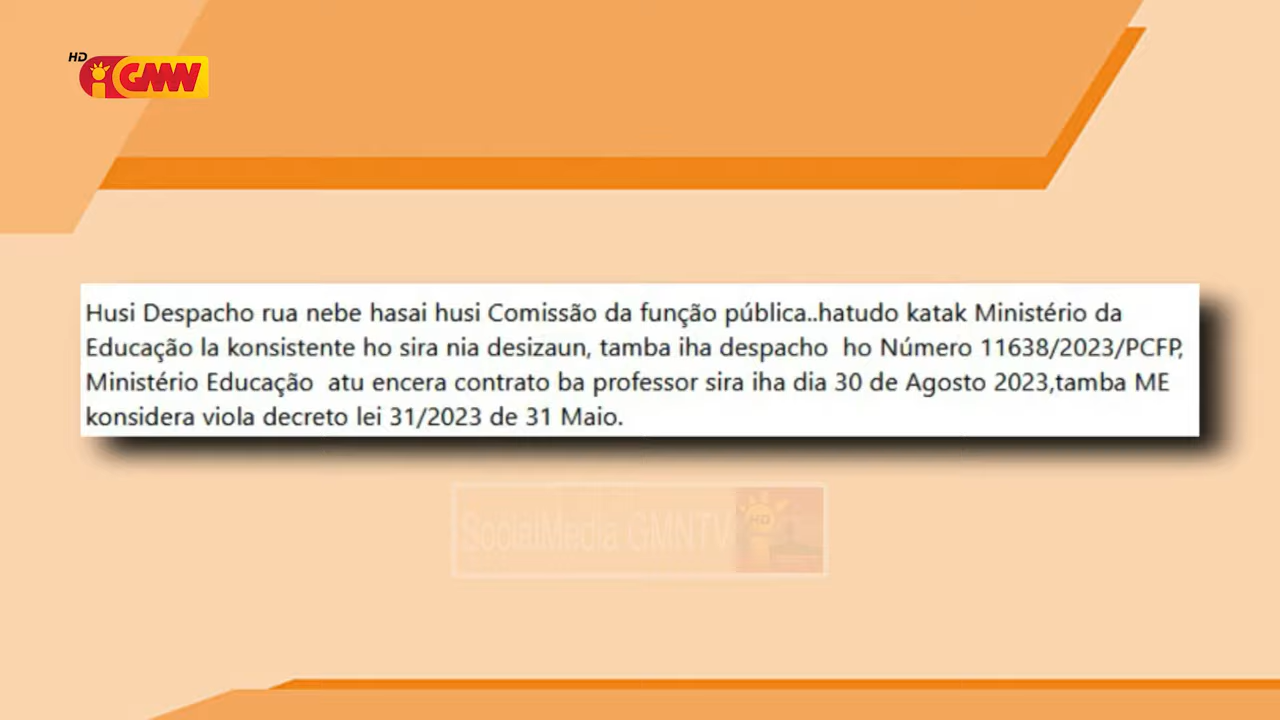 HD
GMN
Husi Despacho rua nebe hasai husi Comissão da função pública..hatudo katak Ministério da
Educação la konsistente ho sira nia desizaun, tamba iha despacho  ho Número 11638/2023/PCFP,
Ministério Educação  atu encera contrato ba professor sira iha dia 30 de Agosto 2023,tamba ME
konsidera viola decreto lei 31/2023 de 31 Maio.
SocialMedia GMNTV
HD